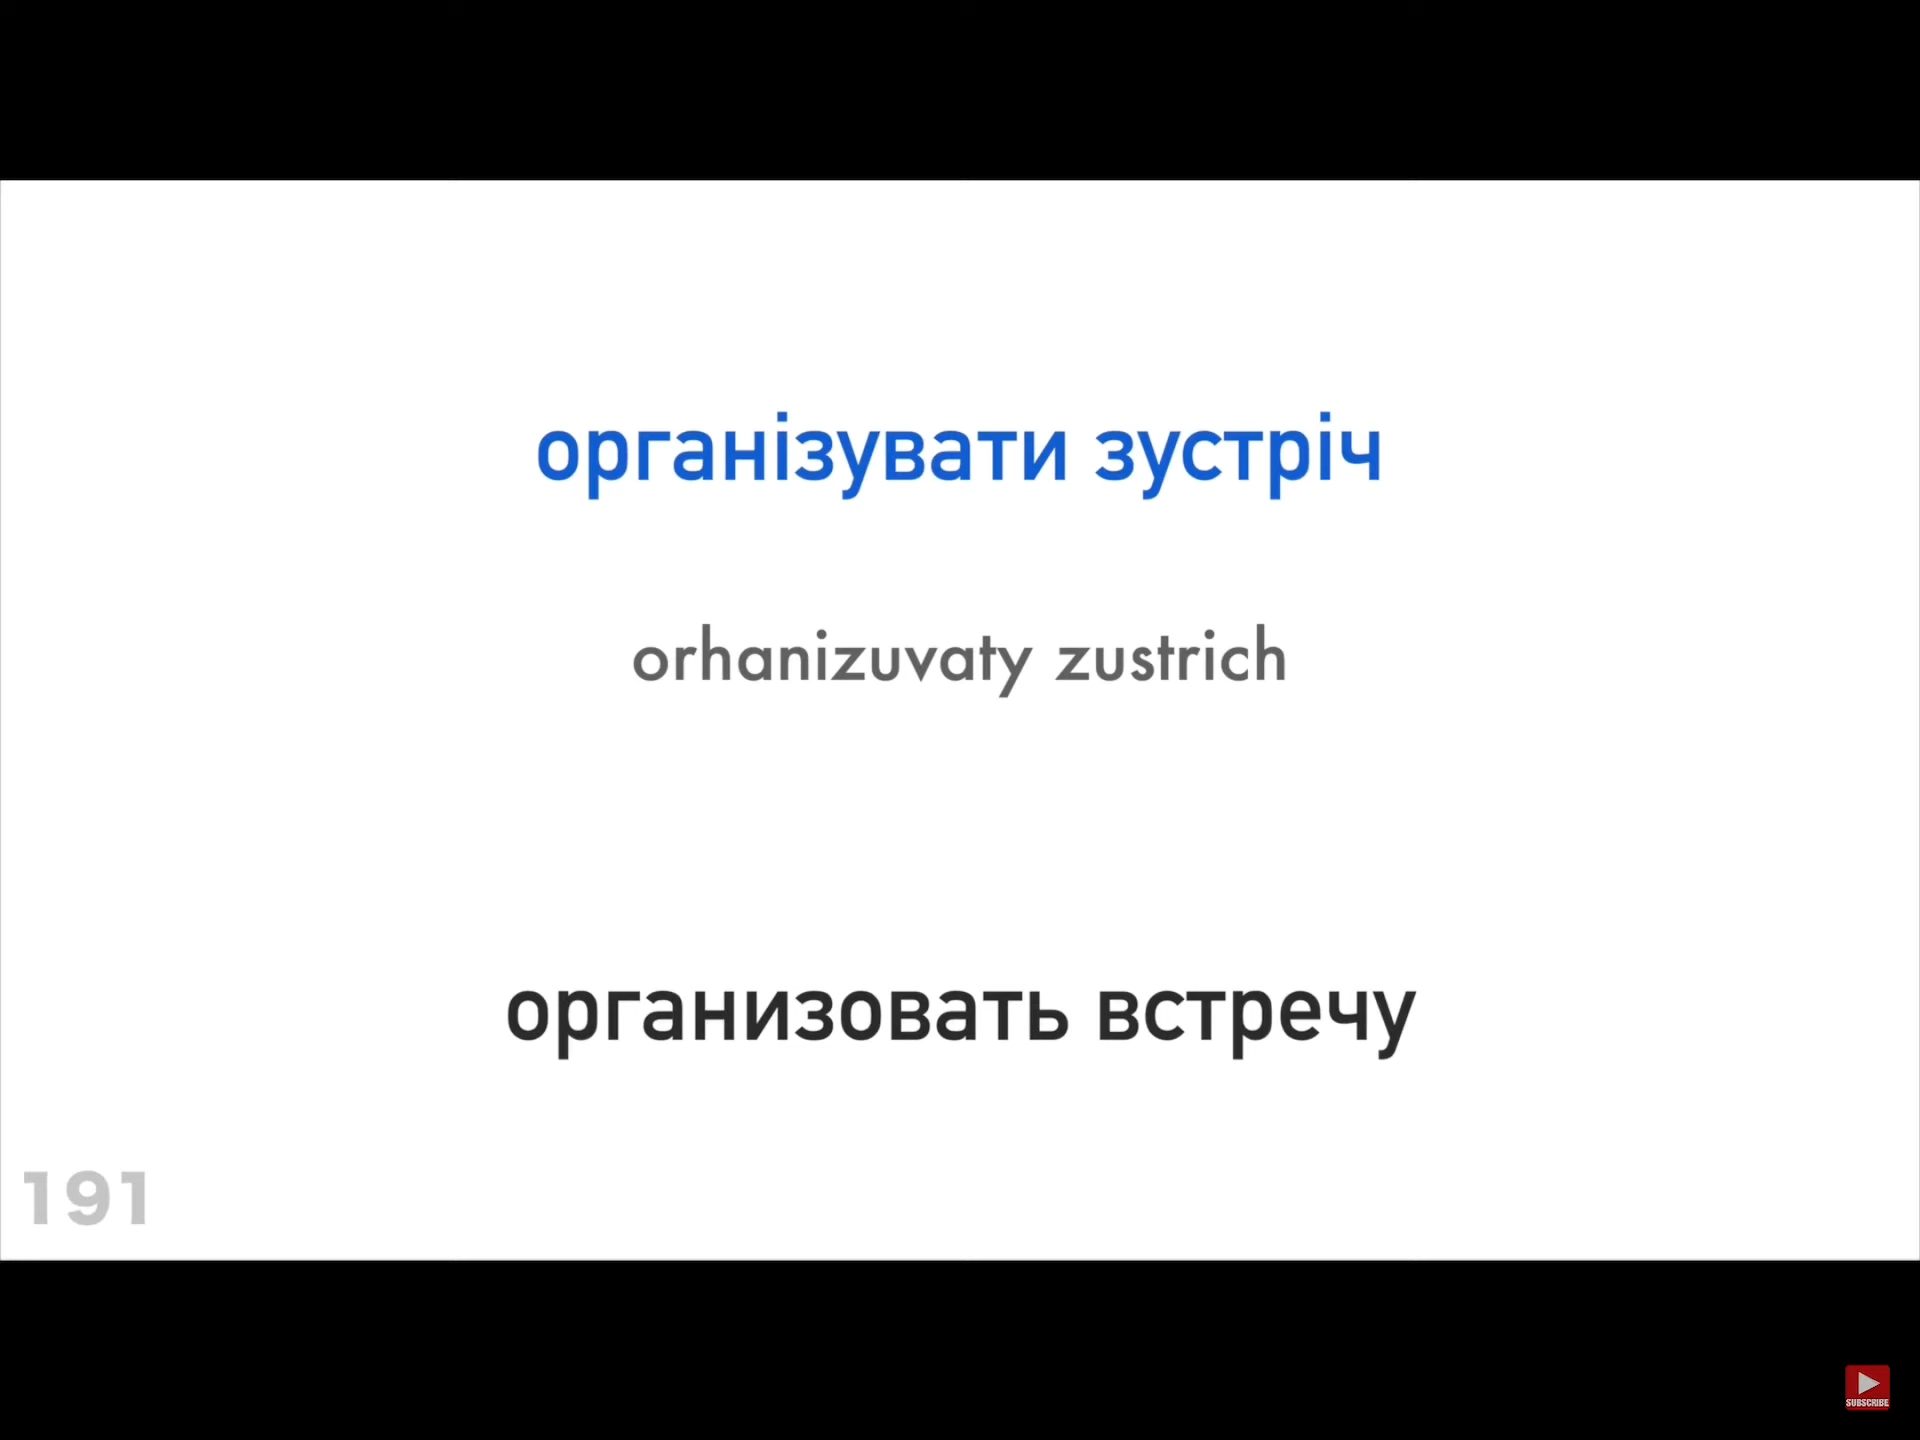 організувати зустріч
orhanizuvaty zustrich
организовать встречу
191
SUBSCRIBE